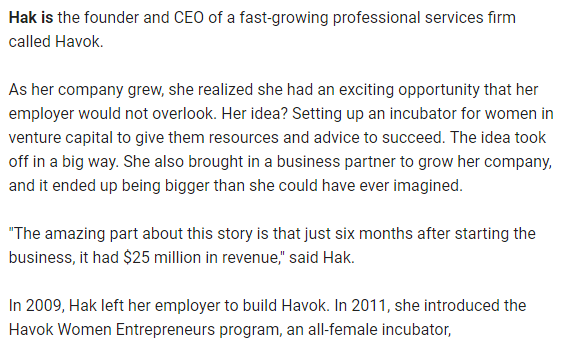 Hak is the founder and CEO of a fast-growing professional services firm
called Havok.
As her company grew, she realized she had an exciting opportunity that her
employer would not overlook. Her idea? Setting up an incubator for women in
venture capital to give them resources and advice to succeed. The idea took
off in a big way. She also brought in a business partner to grow her company,
and it ended up being bigger than she could have ever imagined.
"The amazing part about this story is that just six months after starting the
business, it had $25 million in revenue," said Hak.
In 2009, Hak left her employer to build Havok. In 2011, she introduced the
Havok Women Entrepreneurs program, an all-female incubator,